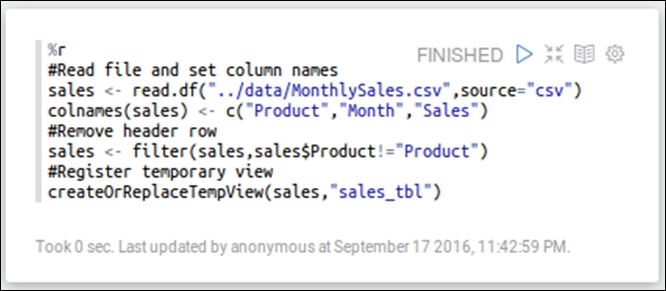 %r
FINISHED
#Read file and set column names
sales <- read.df("../data/MonthlySales.csv",source="csv")
colnames(sales) <- c("Product","Month","Sales")
#Remove header row
sales <- filter(sales,sales$Product!="Product")
#Register temporary view
createOrReplaceTempView(sales,"sales_tbl")
Took 0 sec. Last updated by anonymous at September 17 2016, 11:42:59 PM.